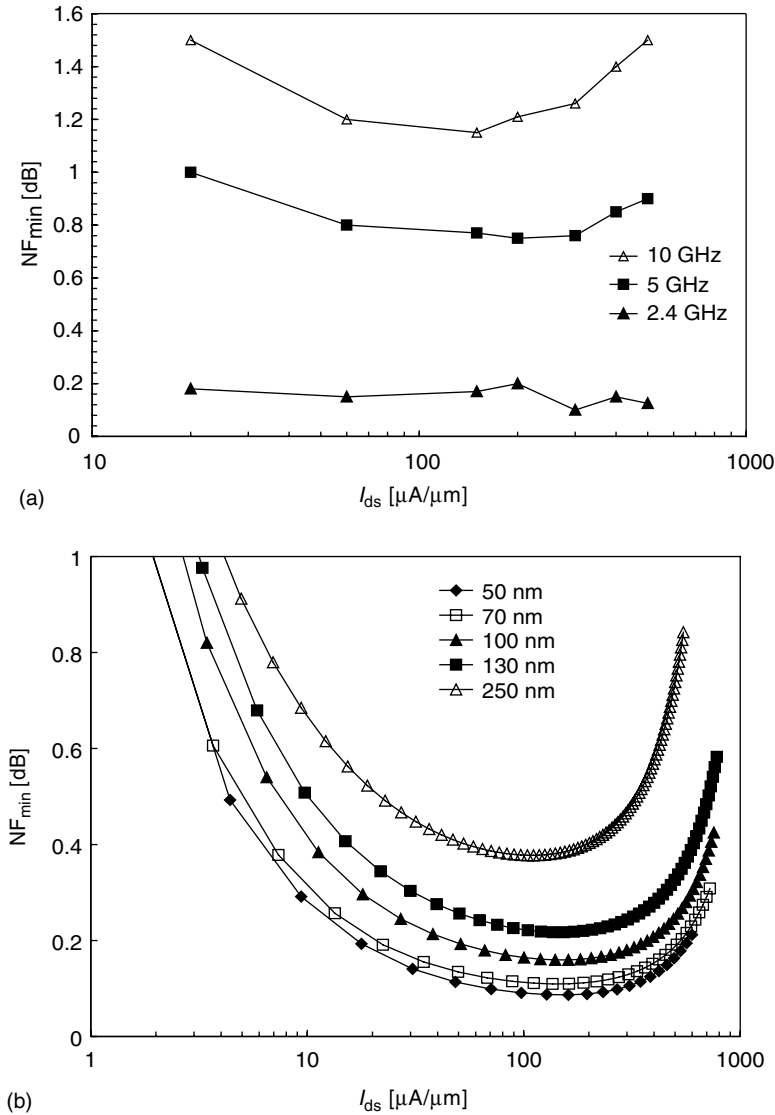 1.6
1.4
1.2
1
0.8
0.6
0.4
0.2
0
NFmin [dB]
10 GHz
5 GHz
2.4 GHz
10
100
1000
Ids [μA/μm]
(a)
1
0.8
0.6
0.4
0.2
0
NFmin [dB]
50 nm
70 nm
100 nm
130 nm
250 nm
1
10
100
1000
Ids [μA/μm]
(b)